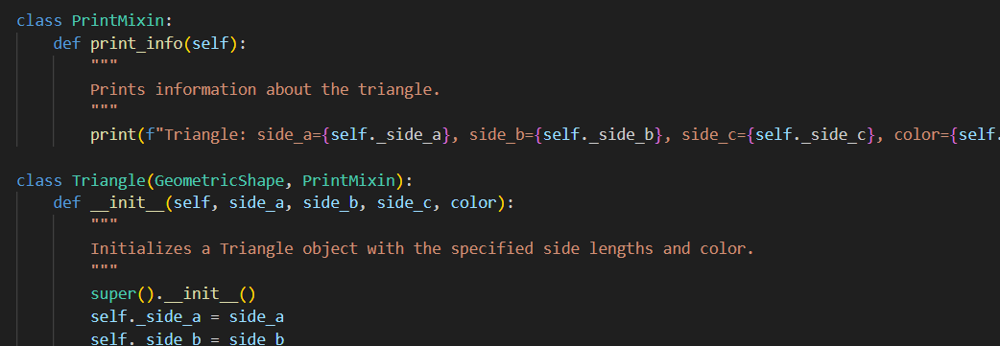 class PrintMixin:
    def print_info(self):
        """
        Prints information about the triangle.
        """
        print(f"Triangle: side_a={self._side_a}, side_b={self._side_b}, side_c={self._side_c}, color={self.
class Triangle(GeometricShape, PrintMixin):
    def __init__(self, side_a, side_b, side_c, color):
        """
        Initializes a Triangle object with the specified side lengths and color.
        """
        super().__init__()
        self._side_a = side_a
        self._side_b = side_b